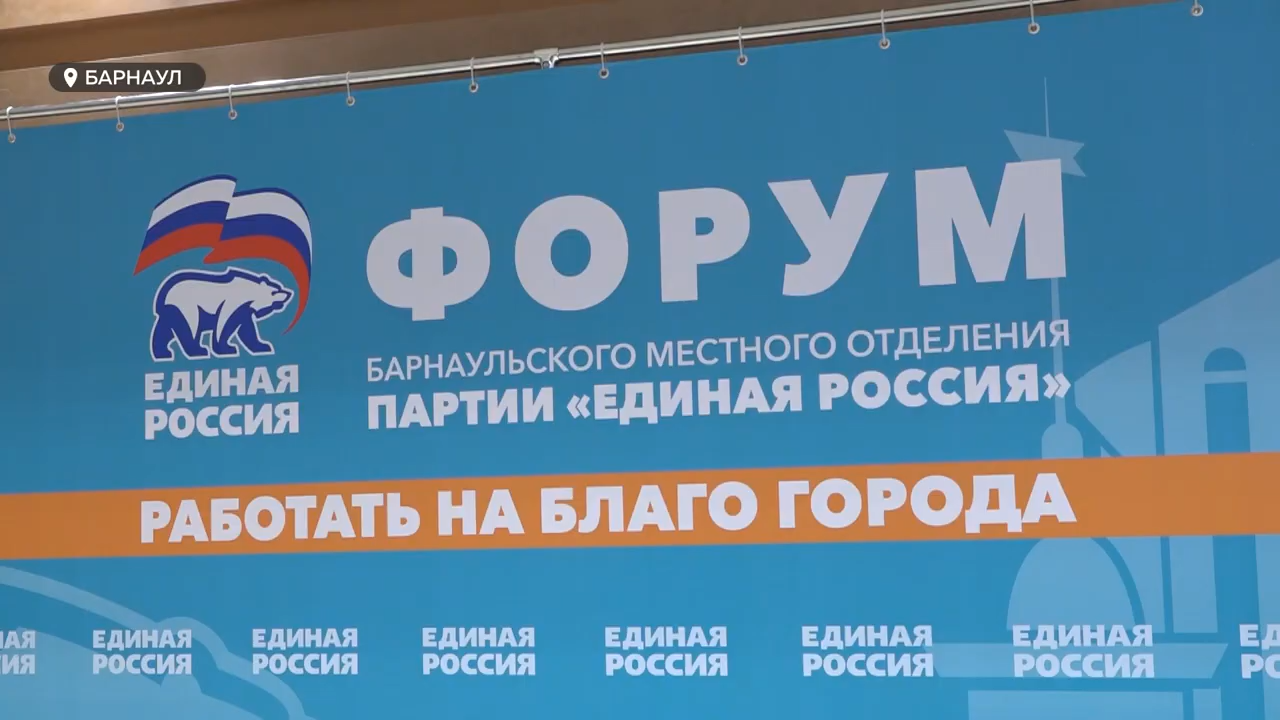 БАРНАУЛ
ФОРУМ
БАРНАУЛЬСКОГО МЕСТНОГО ОТДЕЛЕНИЯ
ПАРТИИ «ЕДИНАЯ РОССИЯ»
ЕДИНАЯ
РОССИЯ
РАБОТАТЬ НА БЛАГО ГОРОДА
ЕДИНАЯ ЕДИНАЯ ЕДИНАЯ ЕДИНАЯ ЕДИНАЯ ЕДИНАЯ
РОССИЯ РОССИЯ РОССИЯ РОССИЯ РОССИЯ РОССИЯ